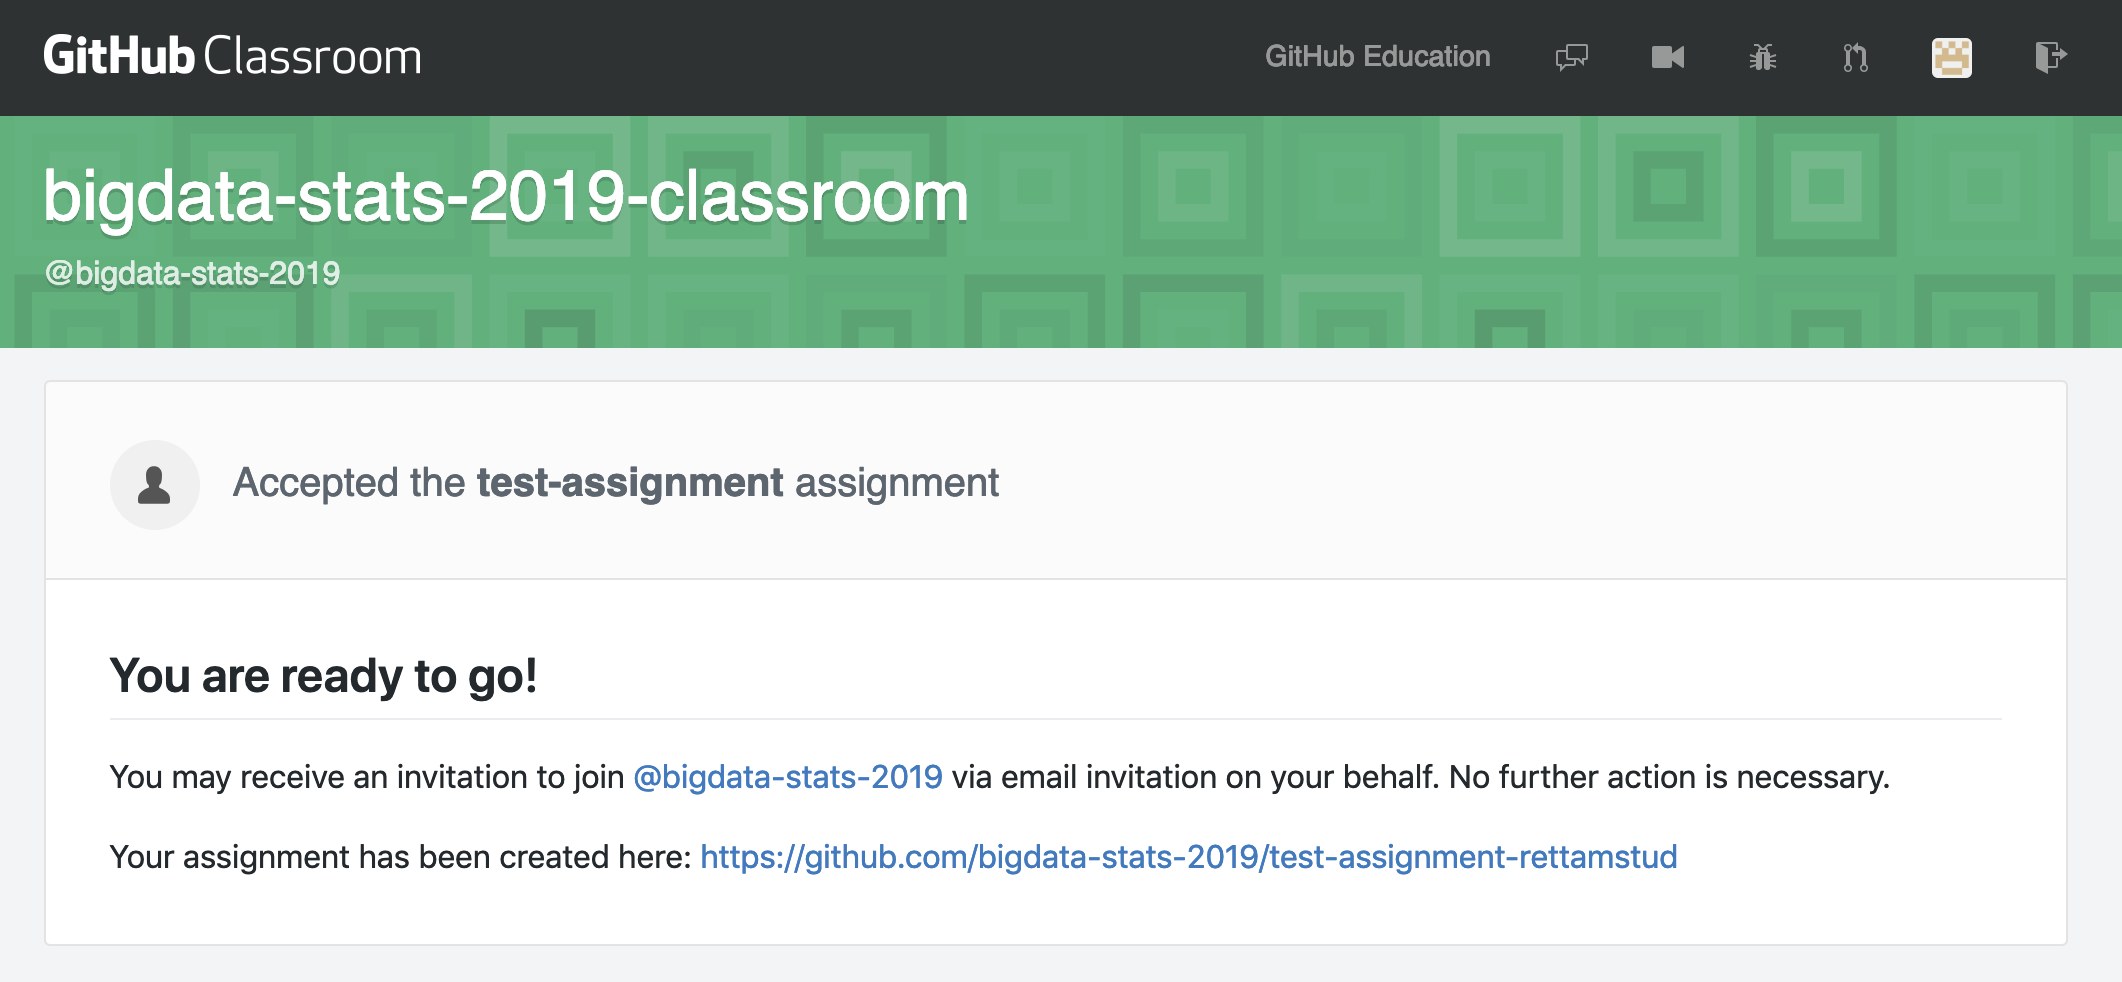 GitHub Classroom
GitHub Education
bigdata-stats-2019-classroom
@bigdata-stats-2019
Accepted the test-assignment assignment
You are ready to go!
You may receive an invitation to join @bigdata-stats-2019 via email invitation on your behalf. No further action is necessary.
Your assignment has been created here: https://github.com/bigdata-stats-2019/test-assignment-rettamstud